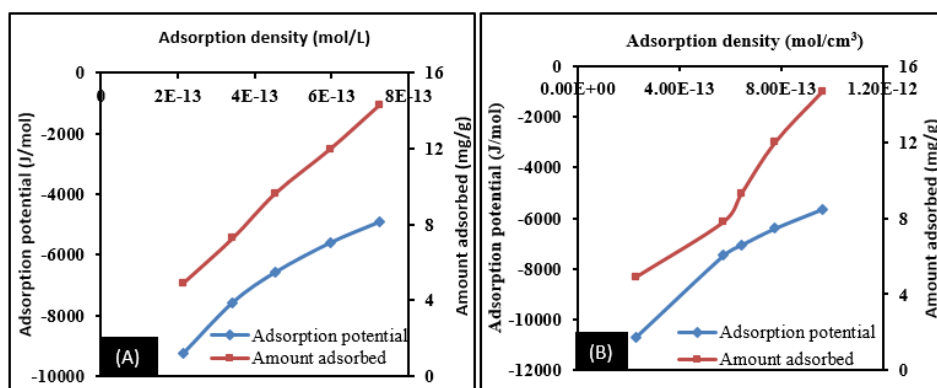 Adsorption density (mol/L)
0 2E-13 4E-13 6E-13 8E-13
0
-2000
-4000
-6000
-8000
-10000
Adsorption potential (J/mol)
16
12
8
4
0
Amount adsorbed (mg/g)
Adsorption potential
Amount adsorbed
(A)
Adsorption density (mol/cm³)
0.00E+00 4.00E-13 8.00E-13 1.20E-12
0
-2000
-4000
-6000
-8000
-10000
-12000
Adsorption potential (J/mol)
16
12
8
4
0
Amount adsorbed (mg/g)
Adsorption potential
Amount adsorbed
(B)